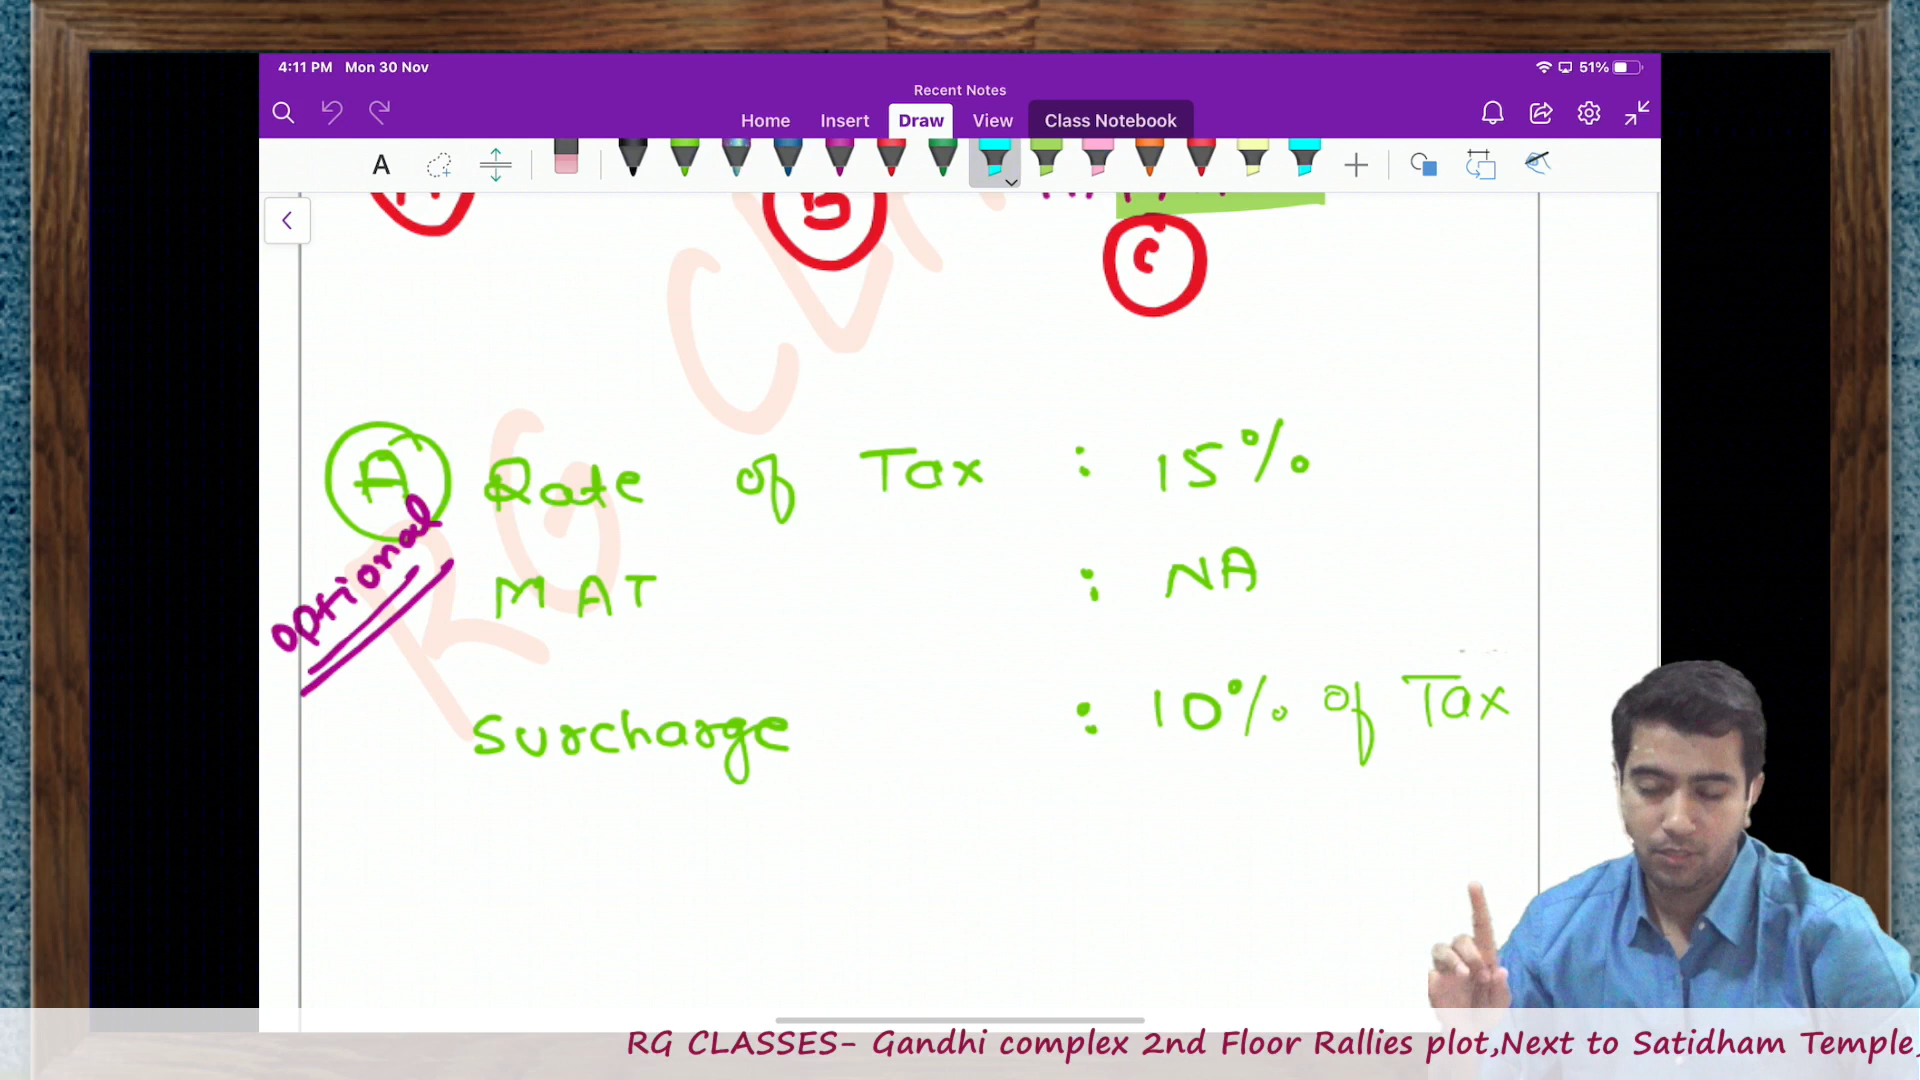 4:11 PM Mon 30 Nov
51%
Recent Notes
Home Insert Draw View Class Notebook
A
B
C
RG CLA
A Rate of Tax : 15%
optional
MAT : NA
Surcharge : 10% of Tax
RG CLASSES- Gandhi complex 2nd Floor Rallies plot,Next to Satidham Temple,